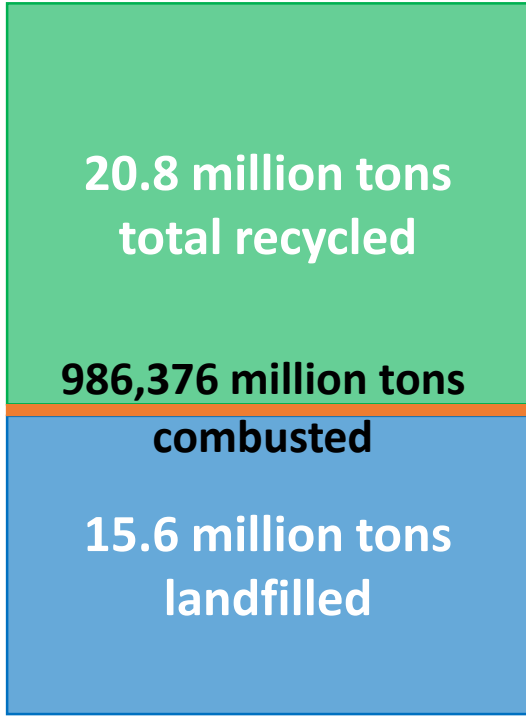 20.8 million tons
total recycled
986,376 million tons
combusted
15.6 million tons
landfilled